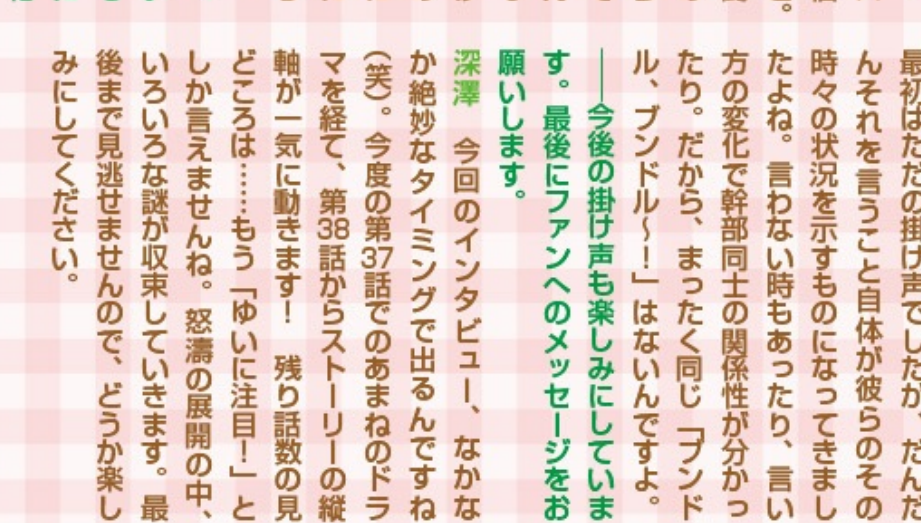 最初はただの掛け声でしたが、だんだ
んそれを言うこと自体が彼らのその
時々の状況を示すものになってきまし
たよね。言わない時もあったり、言い
方の変化で幹部同士の関係性が分かっ
たり。だから、まったく同じ「ブンド
ル、ブンドル〜!」はないんですよ。
――今後の掛け声も楽しみにしていま
す。最後にファンへのメッセージをお
願いします。
深澤　今回のインタビュー、なかな
か絶妙なタイミングで出るんですね
(笑)。今度の第37話でのあまねのドラ
マを経て、第38話からストーリーの縦
軸が一気に動きます!　残り話数の見
どころは……もう「ゆいに注目!」と
しか言えませんね。怒濤の展開の中、
いろいろな謎が収束していきます。最
後まで見逃せませんので、どうか楽し
みにしてください。